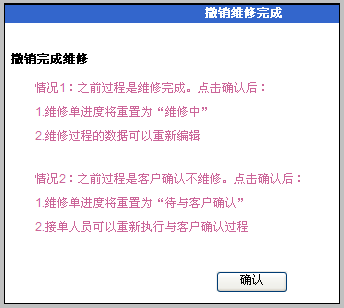 撤销维修完成
撤销完成维修
情况1：之前过程是维修完成。点击确认后：
1.维修单进度将重置为“维修中”
2.维修过程的数据可以重新编辑
情况2：之前过程是客户确认不维修。点击确认后：
1.维修单进度将重置为“待与客户确认”
2.接单人员可以重新执行与客户确认过程
确认